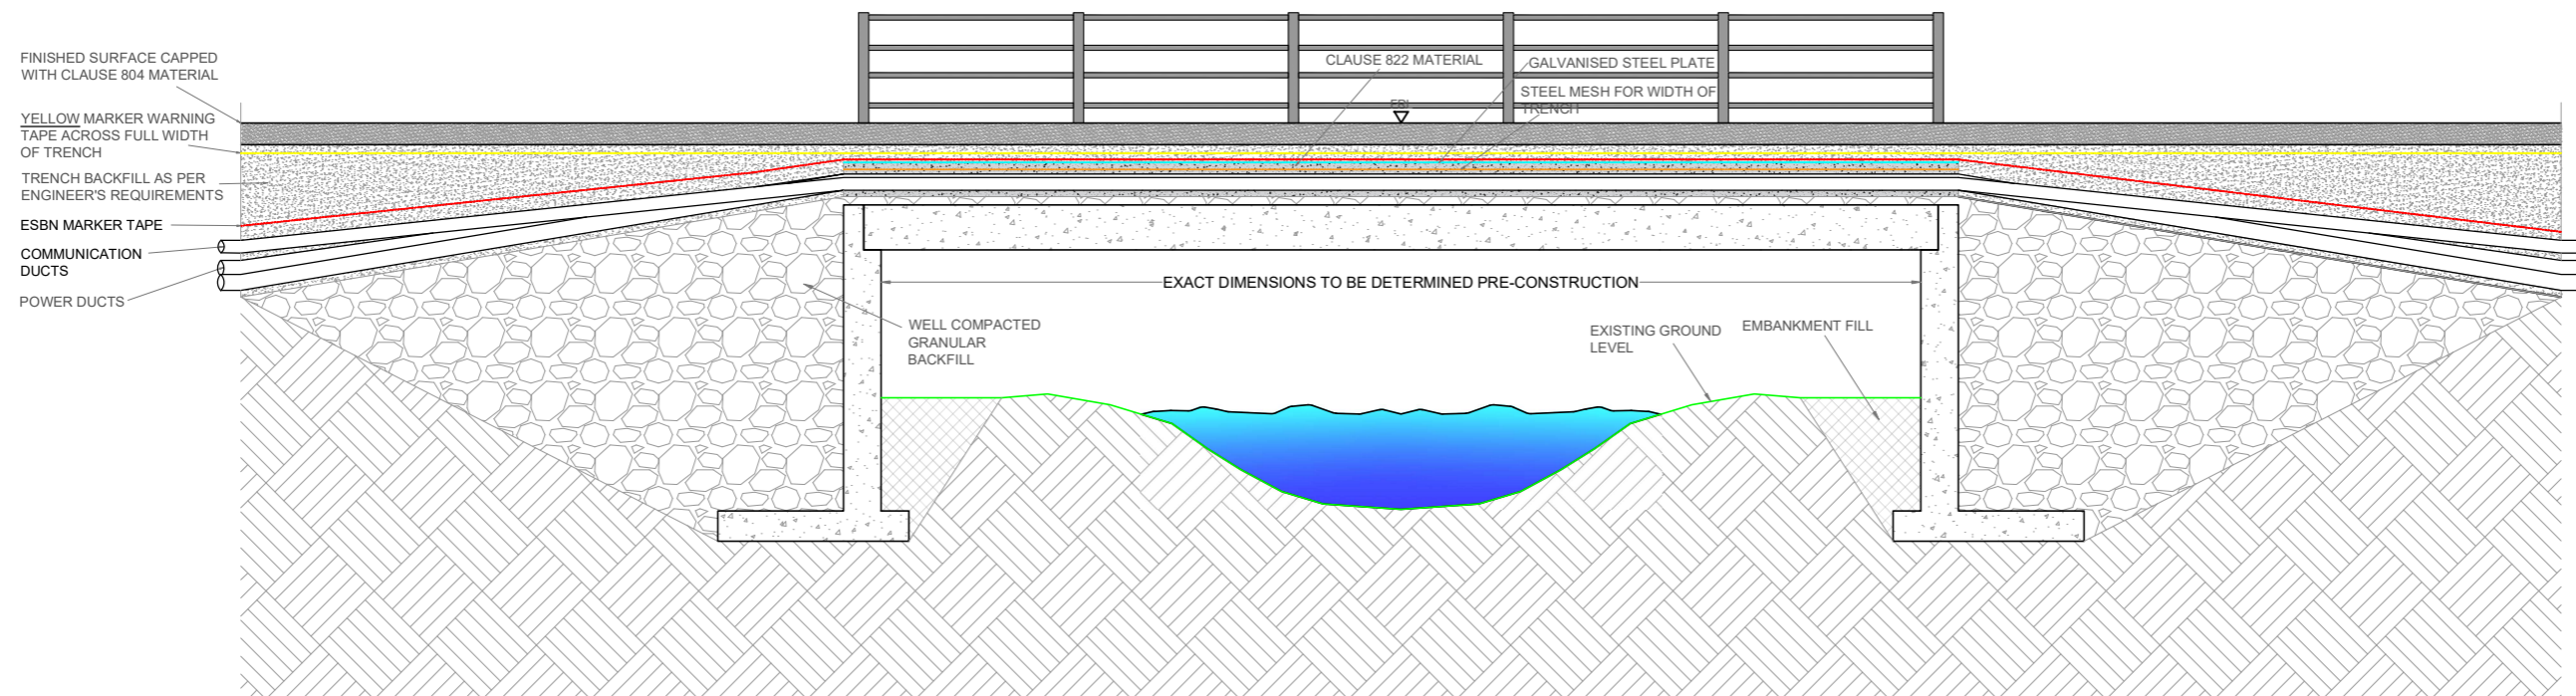 FINISHED SURFACE CAPPED
WITH CLAUSE 804 MATERIAL
YELLOW MARKER WARNING
TAPE ACROSS FULL WIDTH
OF TRENCH
TRENCH BACKFILL AS PER
ENGINEER'S REQUIREMENTS
ESBN MARKER TAPE
COMMUNICATION
DUCTS
POWER DUCTS
CLAUSE 822 MATERIAL
GALVANISED STEEL PLATE
STEEL MESH FOR WIDTH OF
TRENCH
FRL
EXACT DIMENSIONS TO BE DETERMINED PRE-CONSTRUCTION
WELL COMPACTED
GRANULAR
BACKFILL
EXISTING GROUND
LEVEL
EMBANKMENT FILL